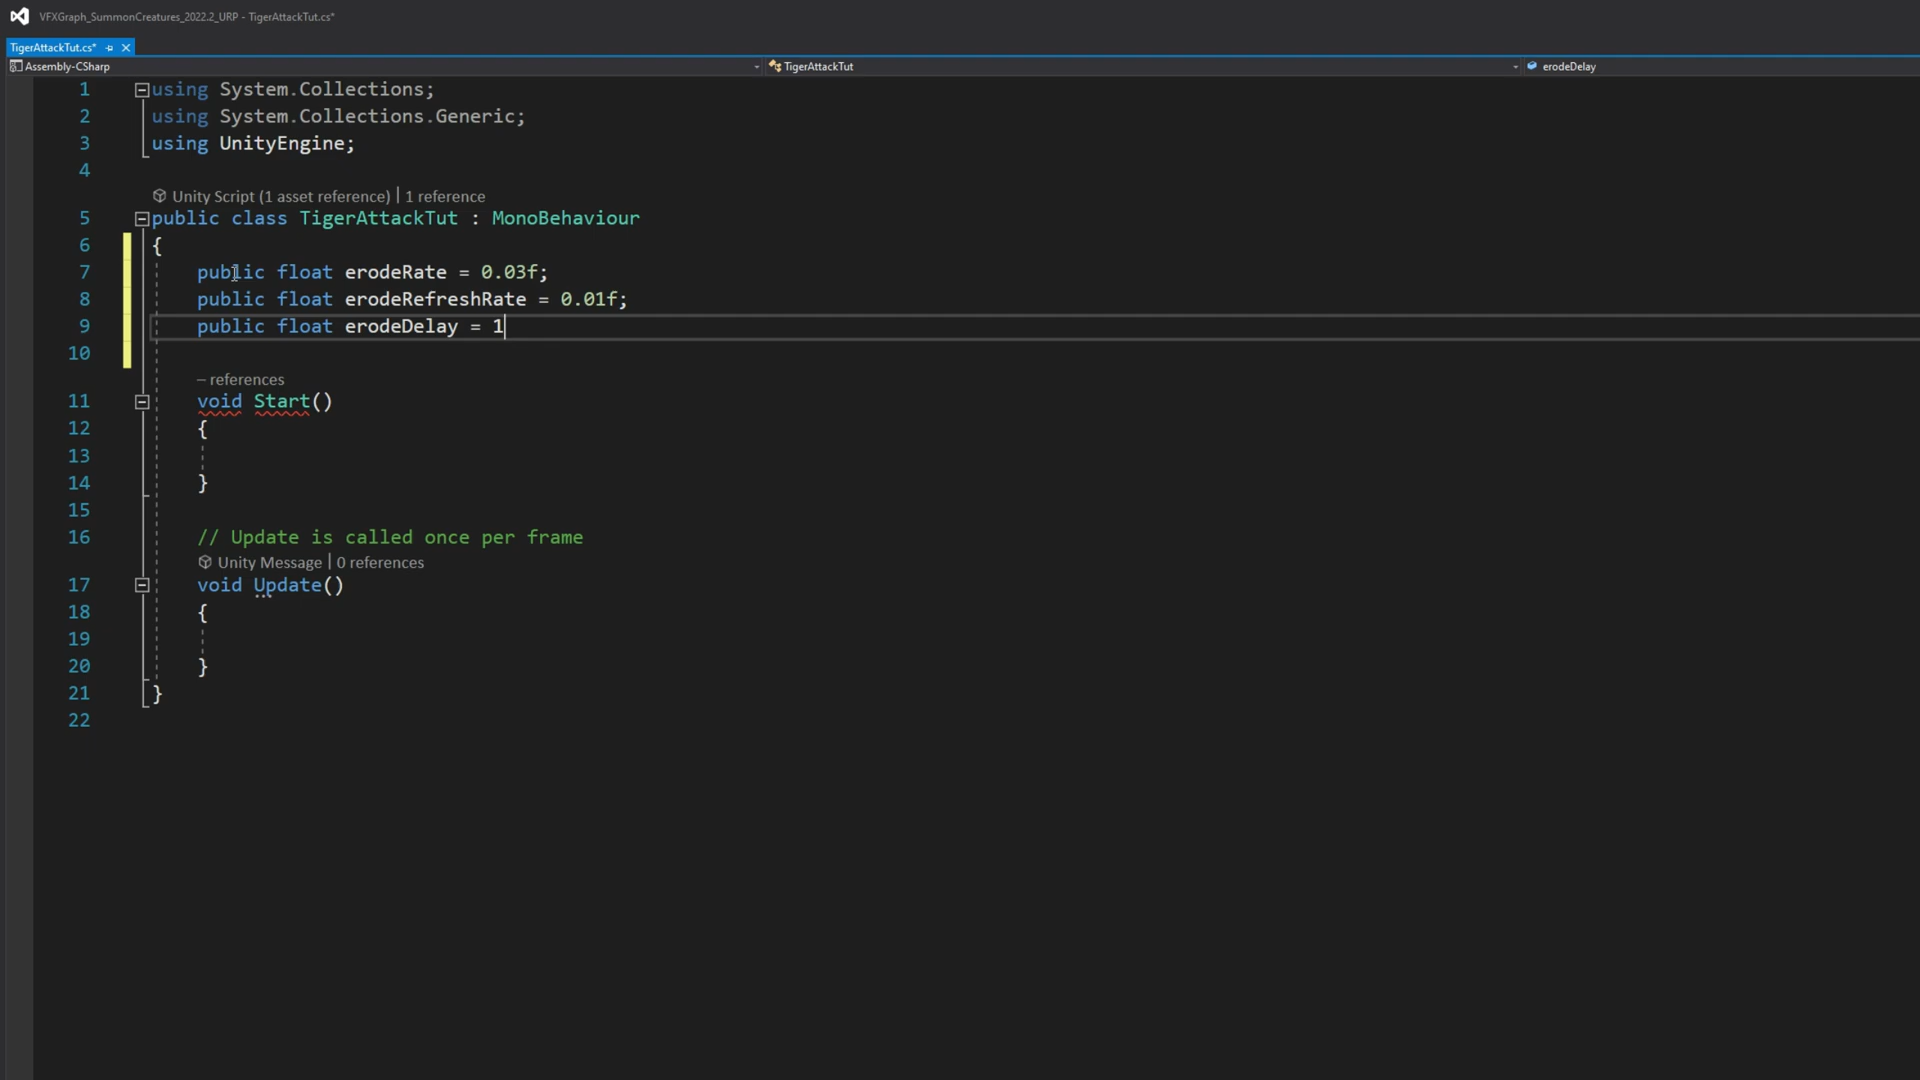 VFXGraph_SummonCreatures_2022.2_URP - TigerAttackTut.cs*
TigerAttackTut.cs*
Assembly-CSharp
TigerAttackTut
erodeDelay
1 using System.Collections;
2 using System.Collections.Generic;
3 using UnityEngine;
4
Unity Script (1 asset reference) | 1 reference
5 public class TigerAttackTut : MonoBehaviour
6 {
7 public float erodeRate = 0.03f;
8 public float erodeRefreshRate = 0.01f;
9 public float erodeDelay = 1
10
– references
11 void Start()
12 {
13
14 }
15
16 // Update is called once per frame
Unity Message | 0 references
17 void Update()
18 {
19
20 }
21 }
22